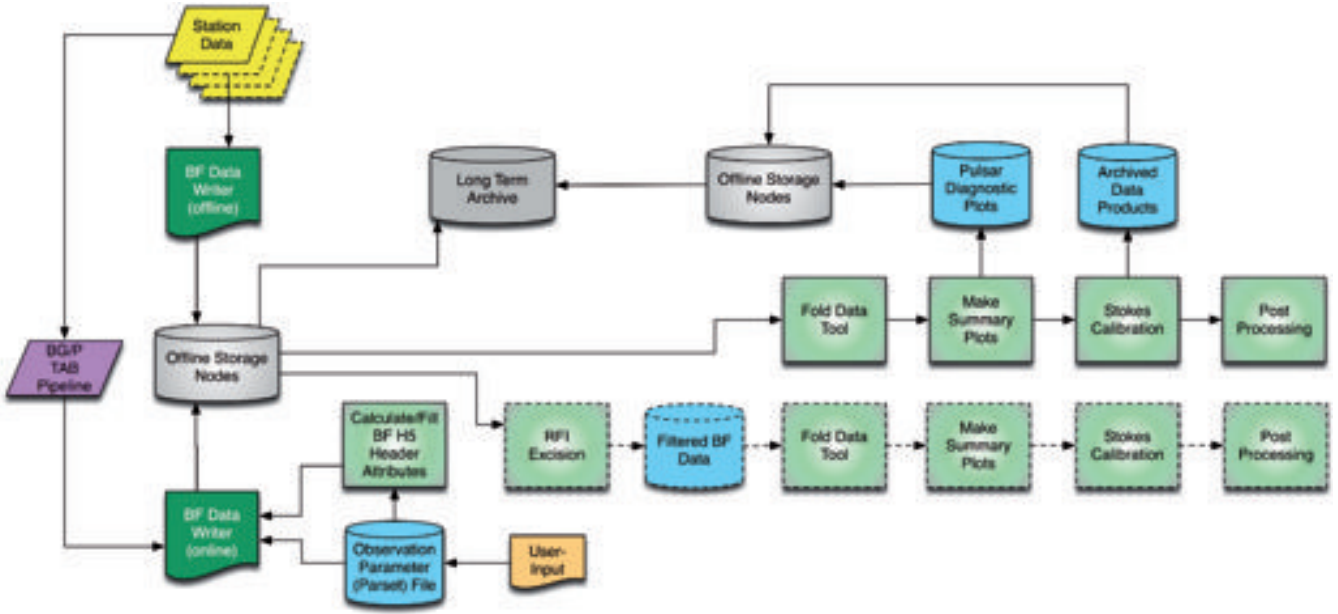 Station
Data
BF Data
Writer
(offline)
Long Term
Archive
Offline Storage
Nodes
Pulsar
Diagnostic
Plots
Archived
Data
Products
Fold Data
Tool
Make
Summary
Plots
Stokes
Calibration
Post
Processing
BG/P
TAB
Pipeline
Offline Storage
Nodes
Calculate/Fill
BF H5
Header
Attributes
RFI
Excision
Filtered BF
Data
Fold Data
Tool
Make
Summary
Plots
Stokes
Calibration
Post
Processing
BF Data
Writer
(online)
Observation
Parameter
(Parset) File
User-
Input